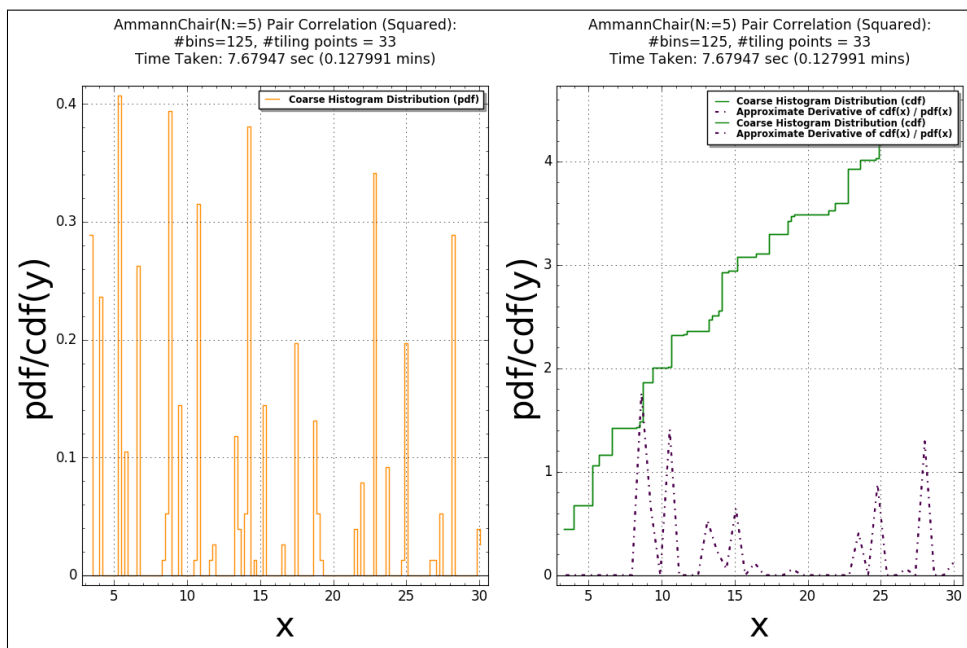 AmmannChair(N:=5) Pair Correlation (Squared):
#bins=125, #tiling points = 33
Time Taken: 7.67947 sec (0.127991 mins)
Coarse Histogram Distribution (pdf)
pdf/cdf(y)
0.4
0.3
0.2
0.1
0
5
10
15
20
25
30
x
AmmannChair(N:=5) Pair Correlation (Squared):
#bins=125, #tiling points = 33
Time Taken: 7.67947 sec (0.127991 mins)
Coarse Histogram Distribution (cdf)
Approximate Derivative of cdf(x) / pdf(x)
Coarse Histogram Distribution (cdf)
Approximate Derivative of cdf(x) / pdf(x)
pdf/cdf(y)
4
3
2
1
0
5
10
15
20
25
30
x